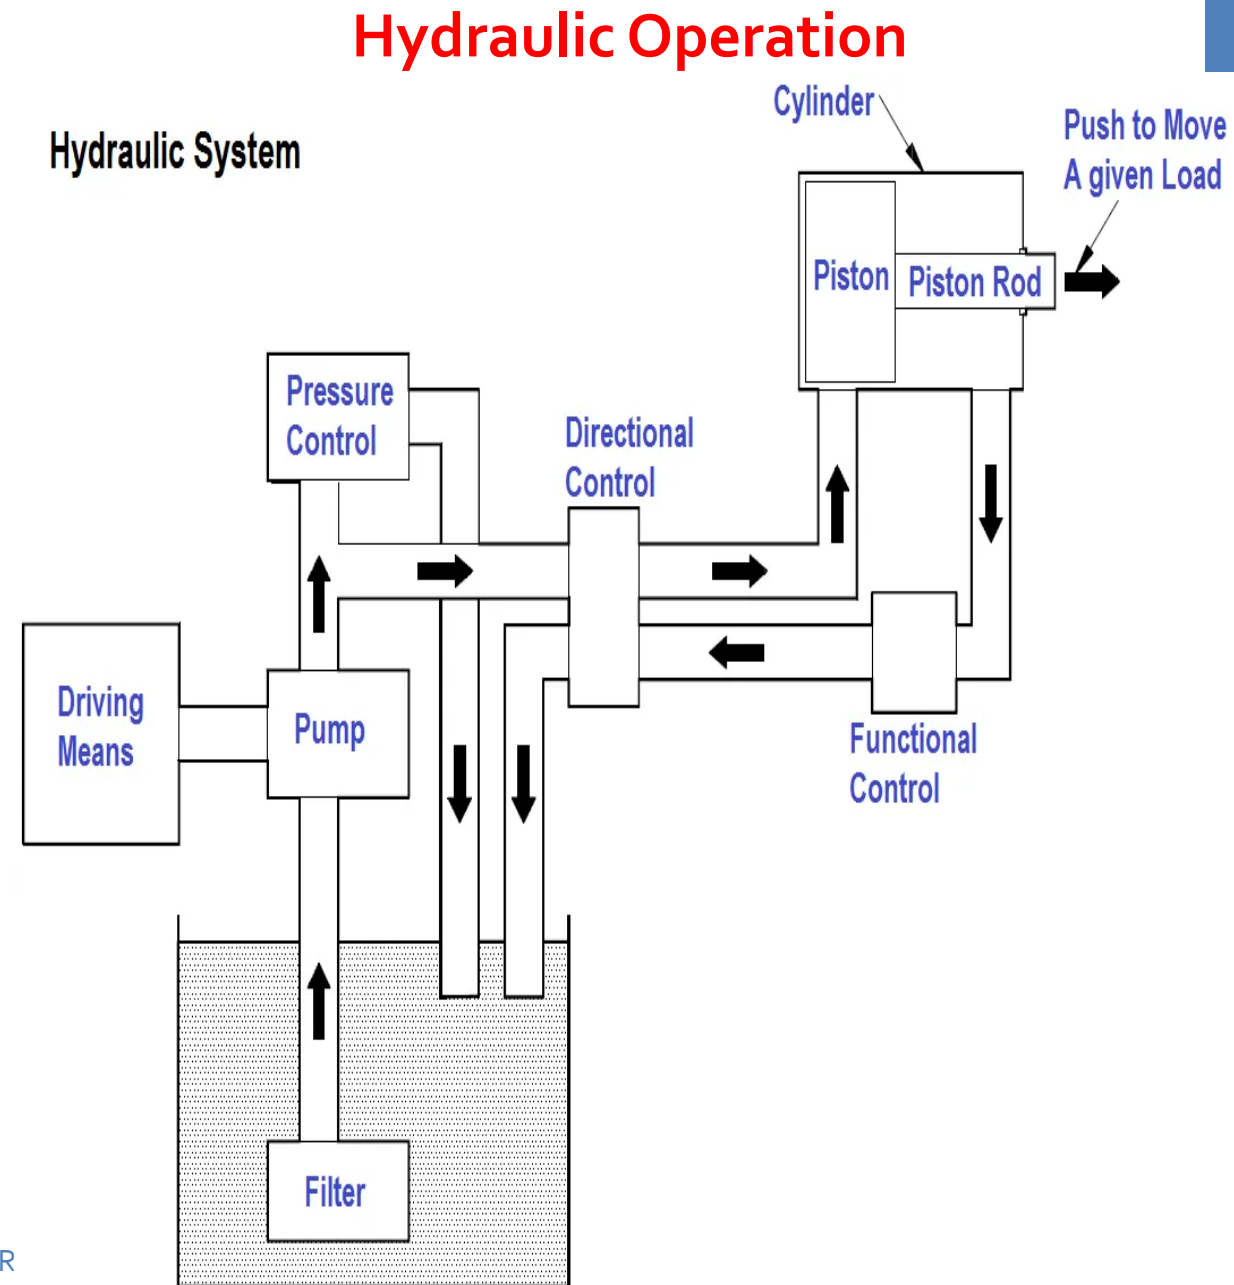 Hydraulic Operation
Hydraulic System
Cylinder
Push to Move
A given Load
Piston
Piston Rod
Pressure
Control
Directional
Control
Driving
Means
Pump
Functional
Control
Filter
R